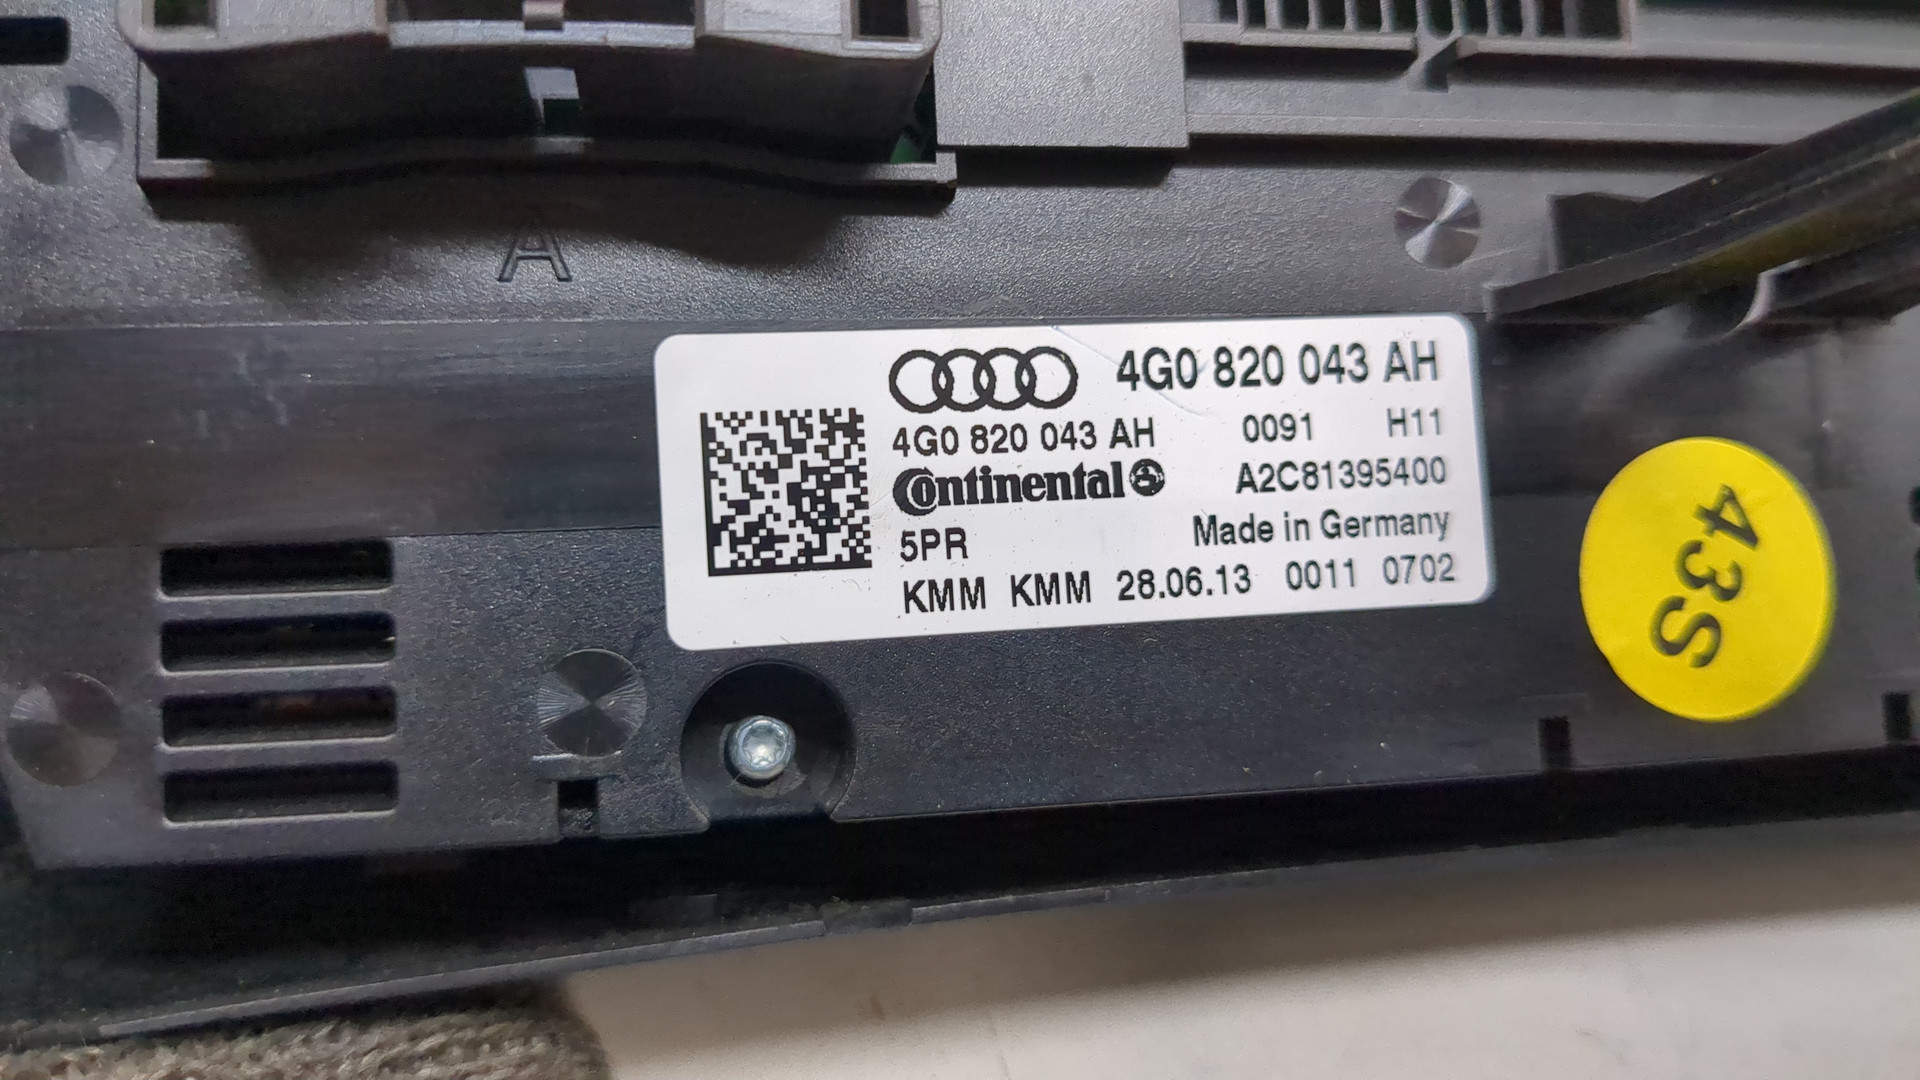 A
4G0 820 043 AH
4G0 820 043 AH 0091 H11
Continental A2C81395400
5PR Made in Germany
KMM KMM 28.06.13 0011 0702
43S